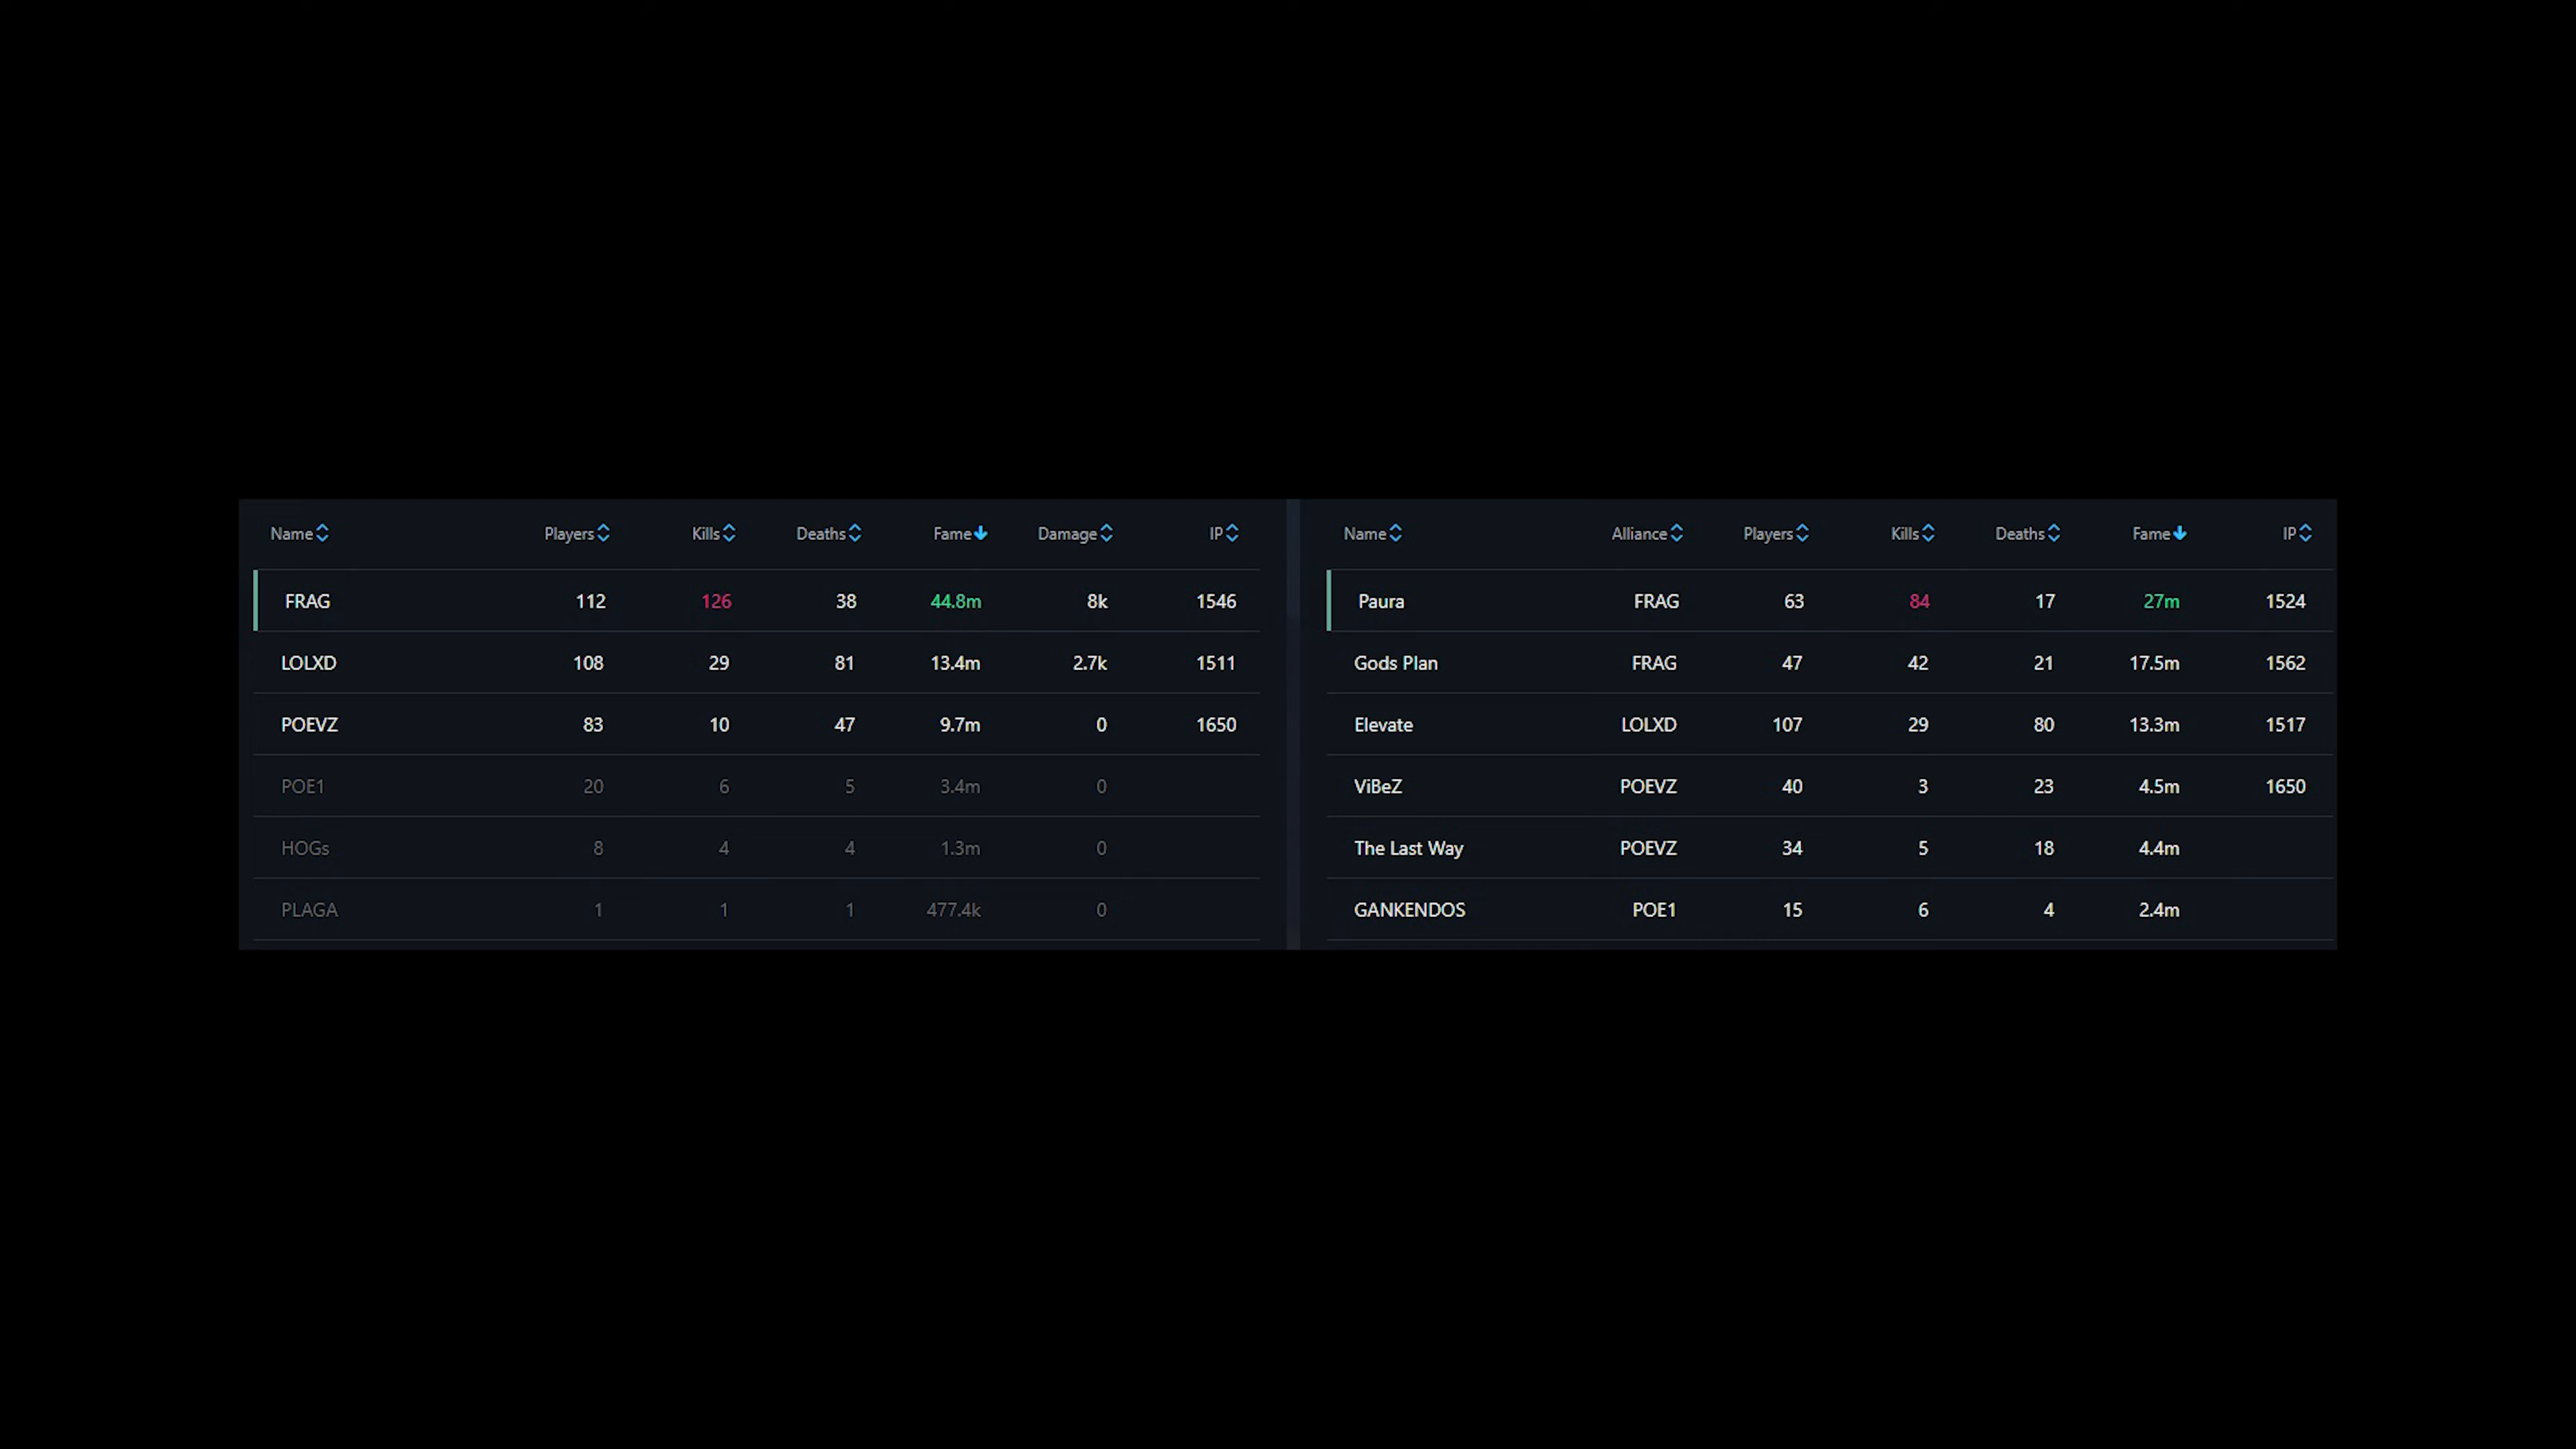 Name Players Kills Deaths Fame Damage IP
FRAG 112 126 38 44.8m 8k 1546
LOLXD 108 29 81 13.4m 2.7k 1511
POEVZ 83 10 47 9.7m 0 1650
POE1 20 6 5 3.4m 0
HOGs 8 4 4 1.3m 0
PLAGA 1 1 1 477.4k 0
Name Alliance Players Kills Deaths Fame IP
Paura FRAG 63 84 17 27m 1524
Gods Plan FRAG 47 42 21 17.5m 1562
Elevate LOLXD 107 29 80 13.3m 1517
ViBeZ POEVZ 40 3 23 4.5m 1650
The Last Way POEVZ 34 5 18 4.4m
GANKENDOS POE1 15 6 4 2.4m